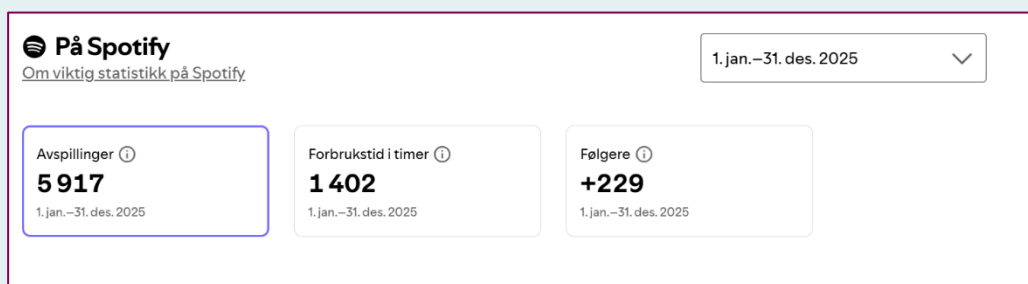 På Spotify
Om viktig statistikk på Spotify
1. jan.–31. des. 2025
Avspillinger
5 917
1. jan.–31. des. 2025
Forbrukstid i timer
1 402
1. jan.–31. des. 2025
Følgere
+229
1. jan.–31. des. 2025